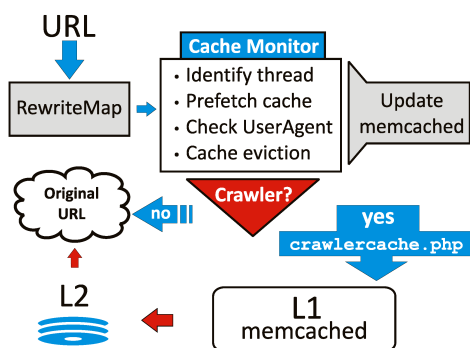 URL
Cache Monitor
RewriteMap
· Identify thread
· Prefetch cache
· Check UserAgent
· Cache eviction
Update
memcached
Original
URL
no
Crawler?
yes
crawlercache.php
L2
L1
memcached